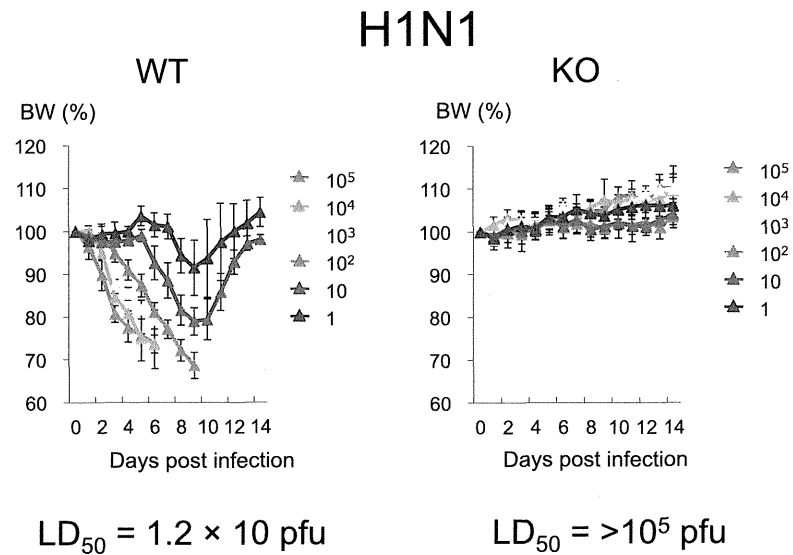 H1N1
WT
KO
BW (%)
120
110
100
90
80
70
60
0 2 4 6 8 10 12 14
Days post infection
10⁵
10⁴
10³
10²
10
1
LD₅₀ = 1.2 × 10 pfu
BW (%)
120
110
100
90
80
70
60
0 2 4 6 8 10 12 14
Days post infection
10⁵
10⁴
10³
10²
10
1
LD₅₀ = >10⁵ pfu